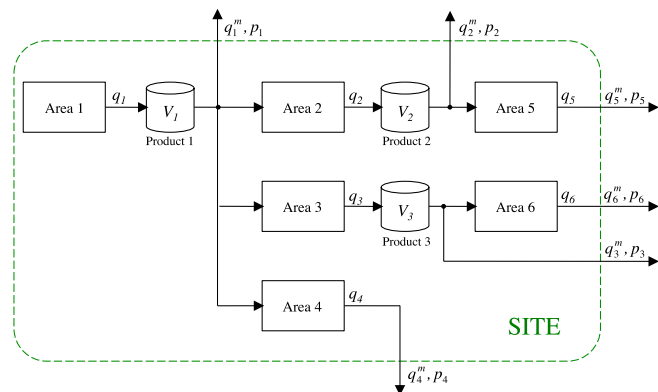 q₁ᵐ, p₁
q₂ᵐ, p₂
Area 1
q₁
V₁
Product 1
Area 2
q₂
V₂
Product 2
Area 5
q₅
q₅ᵐ, p₅
Area 3
q₃
V₃
Product 3
Area 6
q₆
q₆ᵐ, p₆
q₃ᵐ, p₃
Area 4
q₄
SITE
q₄ᵐ, p₄